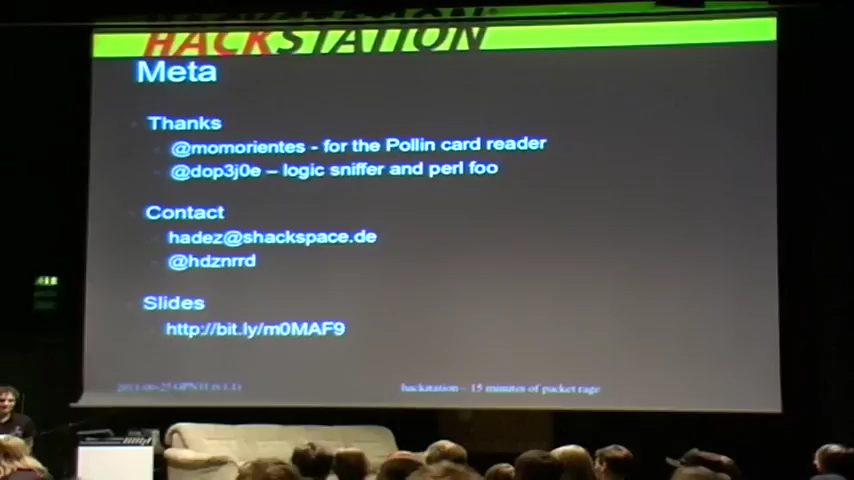 HACKSTATION
Meta
Thanks
@momorientes - for the Pollin card reader
@dop3j0e – logic sniffer and perl foo
Contact
hadez@shackspace.de
@hdznrrd
Slides
http://bit.ly/m0MAF9
hackstation – 15 minutes of packet rage